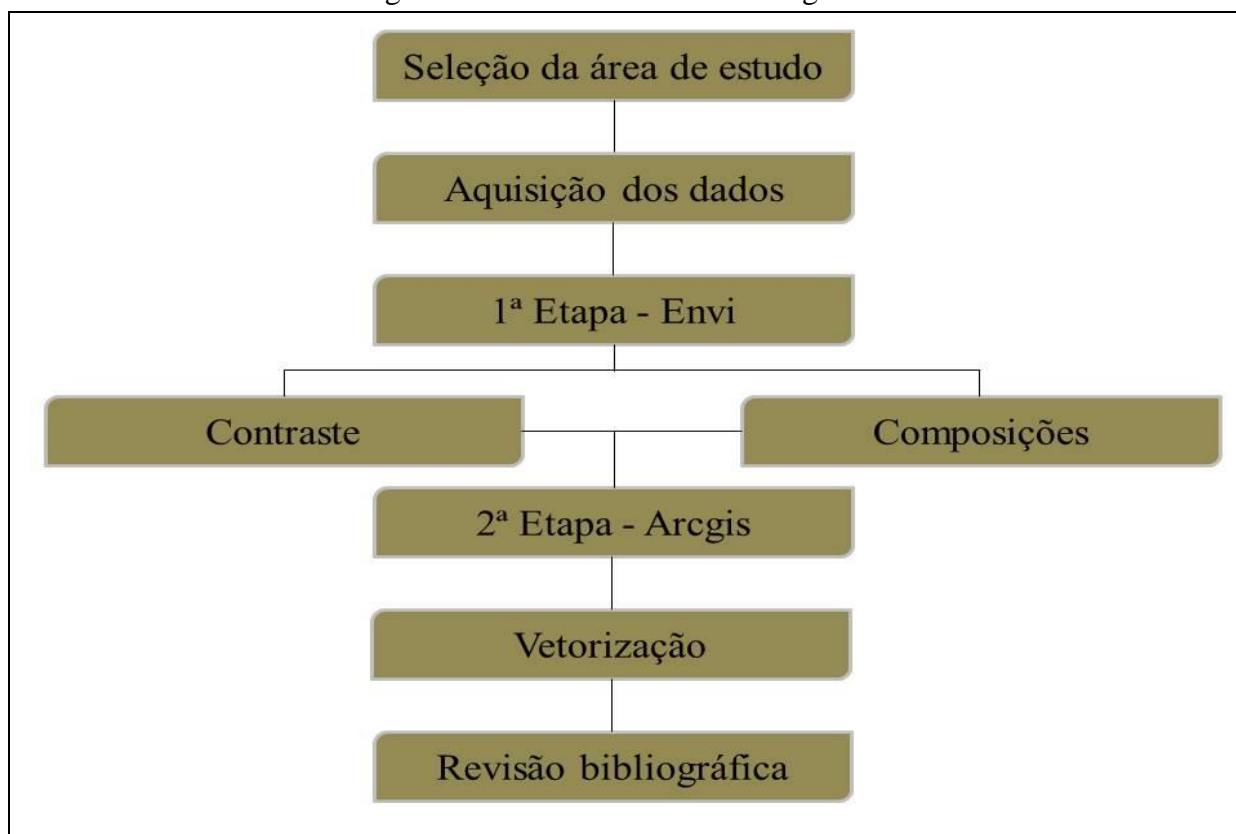 Seleção da área de estudo
Aquisição dos dados
1ª Etapa - Envi
Contraste
Composições
2ª Etapa - Arcgis
Vetorização
Revisão bibliográfica